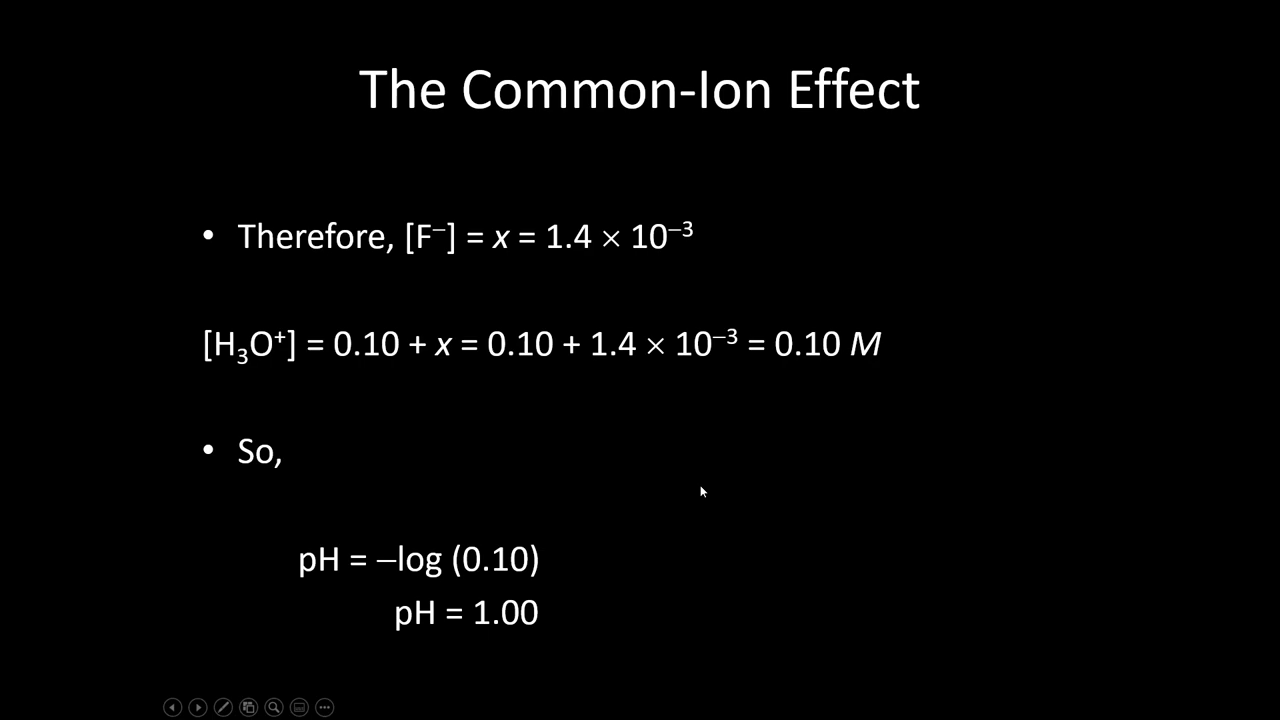 The Common-Ion Effect
• Therefore, [F⁻] = x = 1.4 × 10⁻³
[H₃O⁺] = 0.10 + x = 0.10 + 1.4 × 10⁻³ = 0.10 M
• So,
pH = −log (0.10)
pH = 1.00